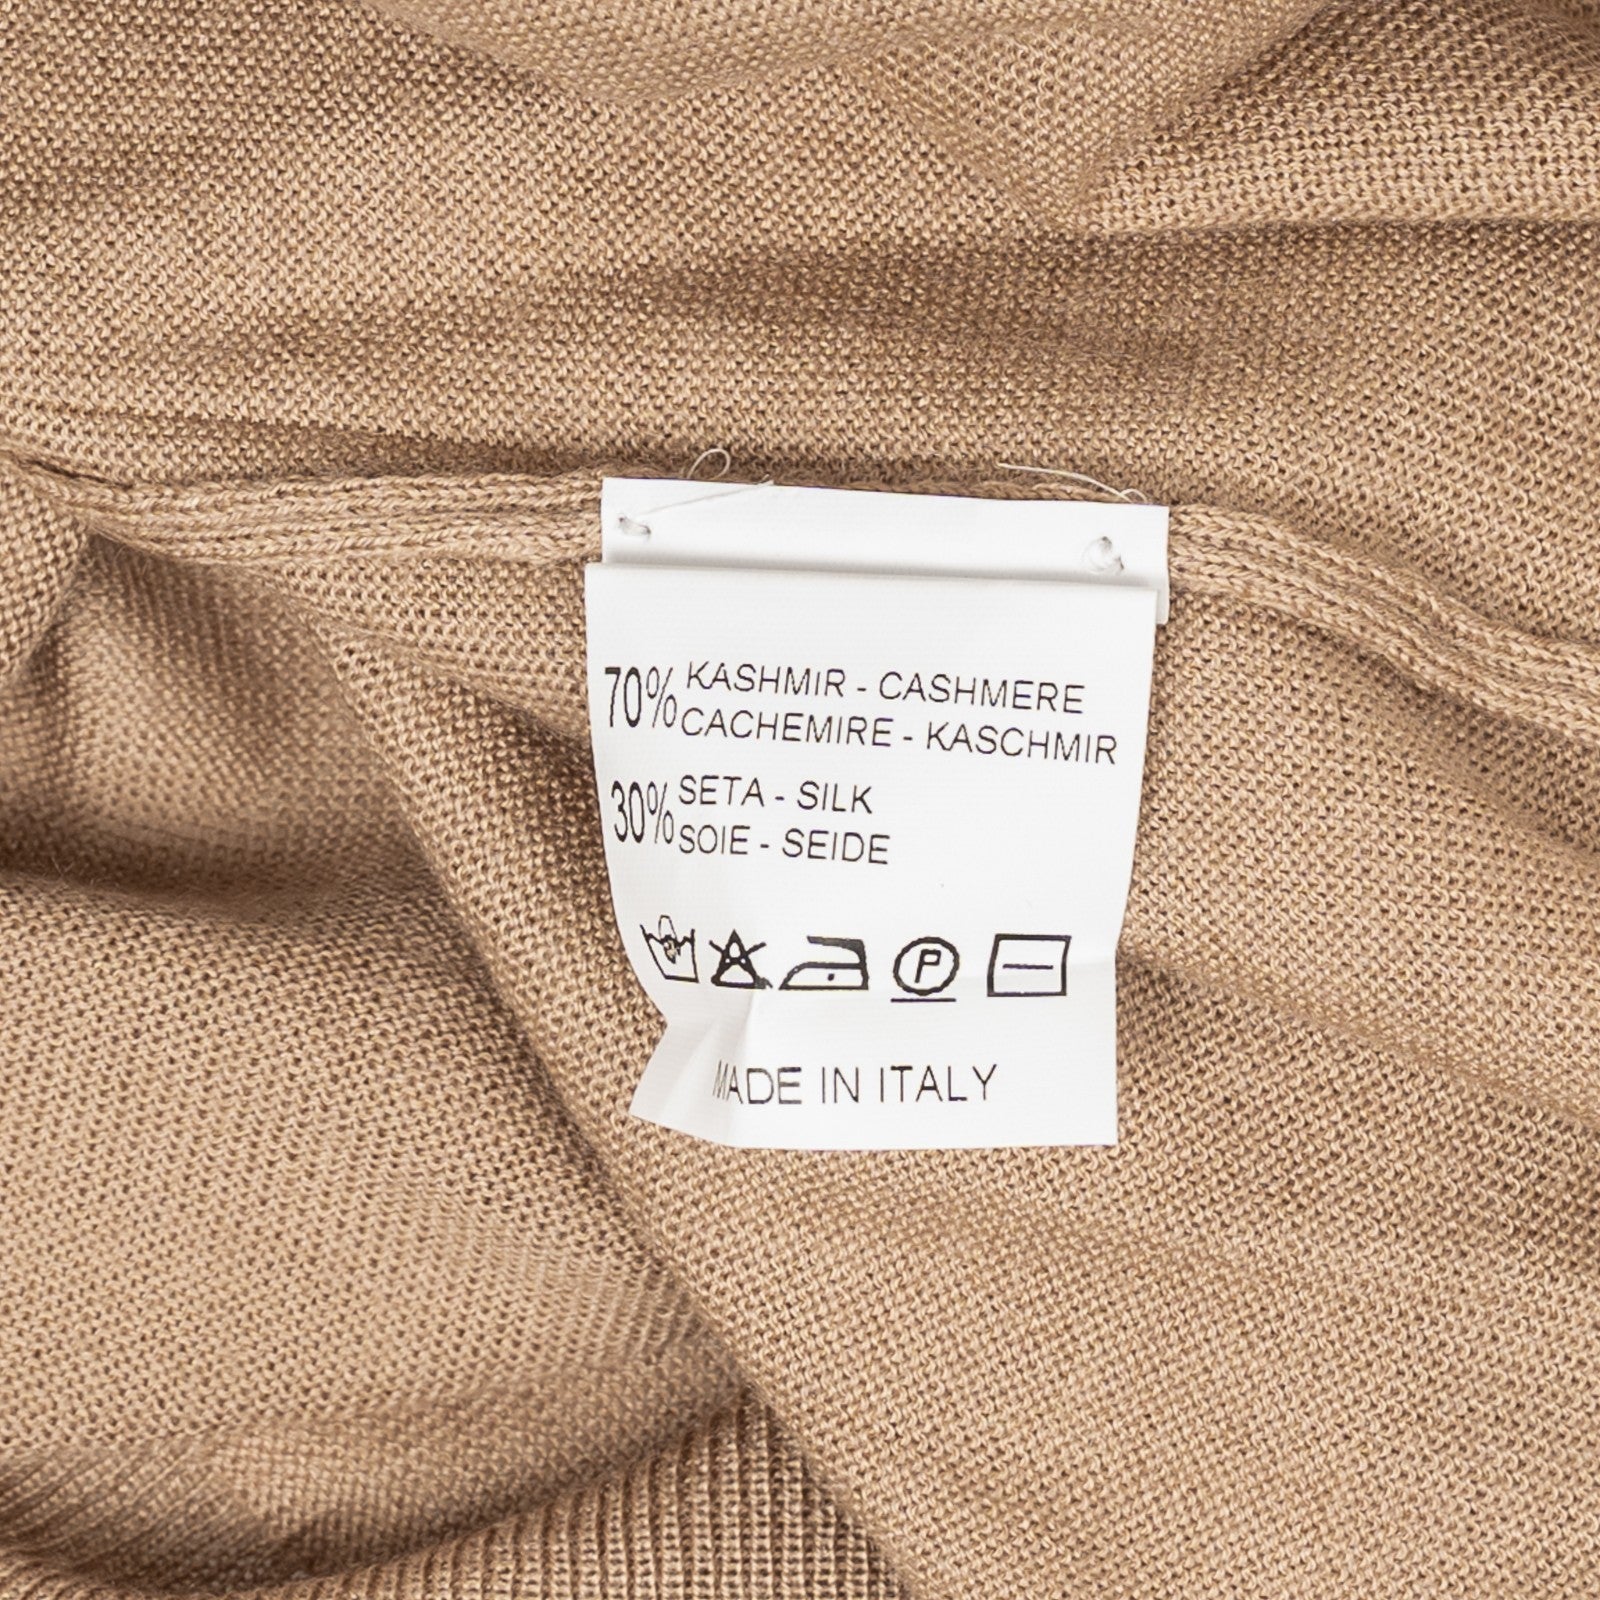 70% KASHMIR - CASHMERE
CACHEMIRE - KASCHMIR
30% SETA - SILK
SOIE - SEIDE
P
MADE IN ITALY